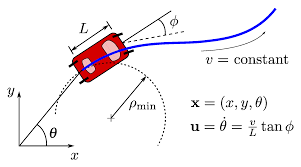 L
ϕ
v = constant
ρmin
y
x = (x, y, θ)
u = θ̇ = v/L tan ϕ
θ
x